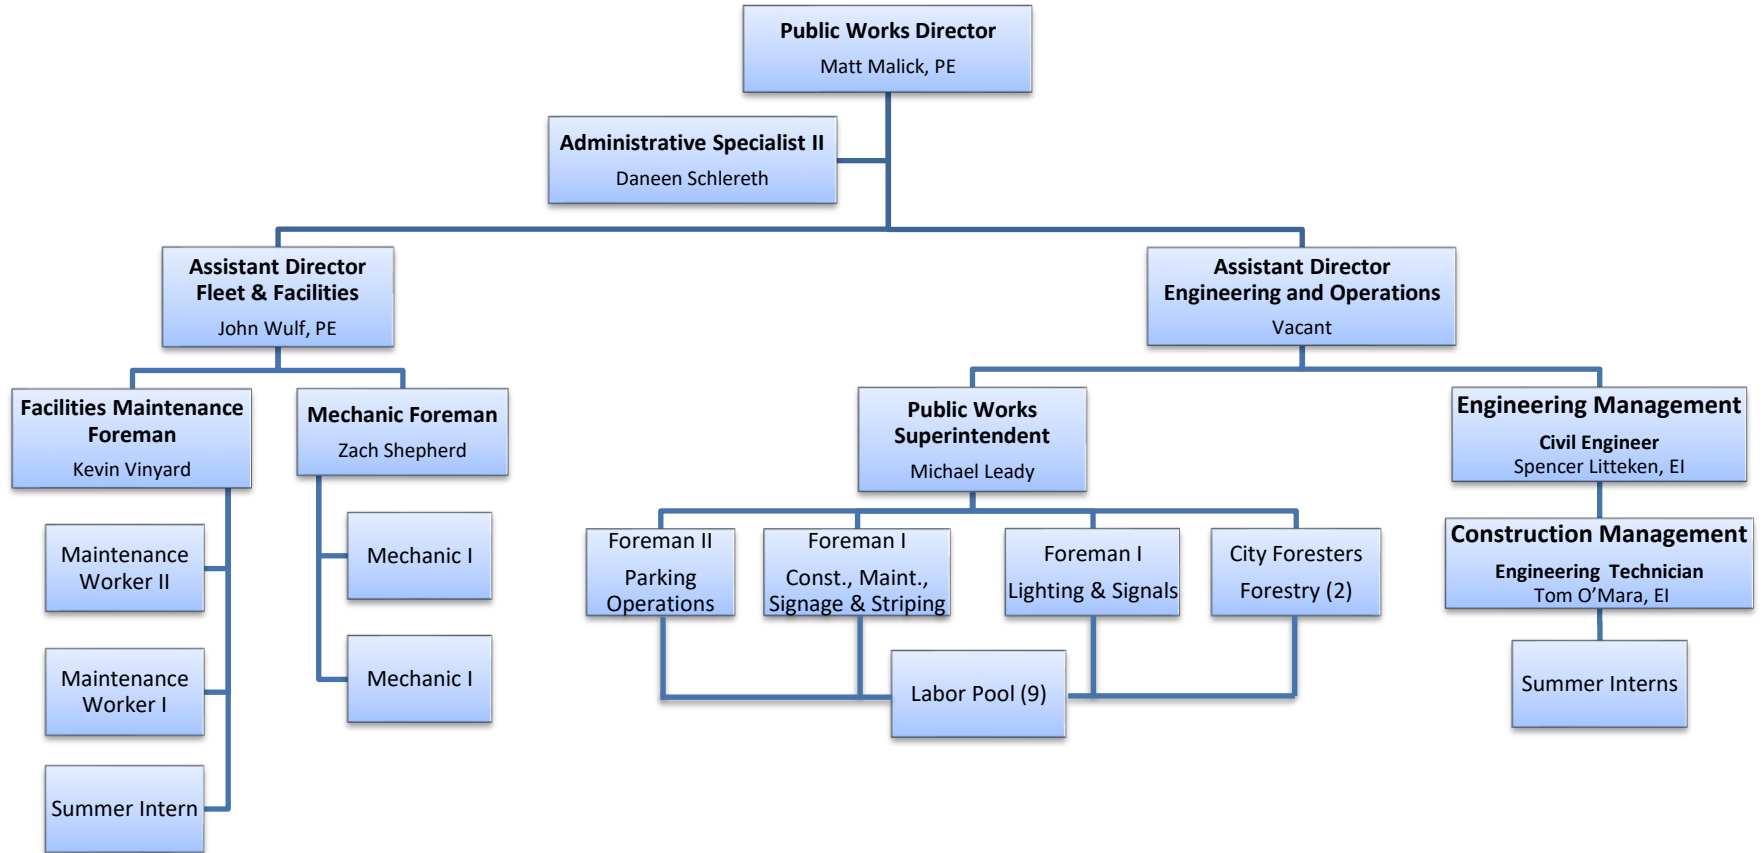 Public Works Director
Matt Malick, PE
Administrative Specialist II
Daneen Schlereth
Assistant Director
Fleet & Facilities
John Wulf, PE
Assistant Director
Engineering and Operations
Vacant
Facilities Maintenance
Foreman
Kevin Vinyard
Mechanic Foreman
Zach Shepherd
Public Works
Superintendent
Michael Leady
Engineering Management
Civil Engineer
Spencer Litteken, EI
Maintenance
Worker II
Mechanic I
Foreman II
Parking
Operations
Foreman I
Const., Maint.,
Signage & Striping
Foreman I
Lighting & Signals
City Foresters
Forestry (2)
Construction Management
Engineering Technician
Tom O’Mara, EI
Maintenance
Worker I
Mechanic I
Labor Pool (9)
Summer Interns
Summer Intern